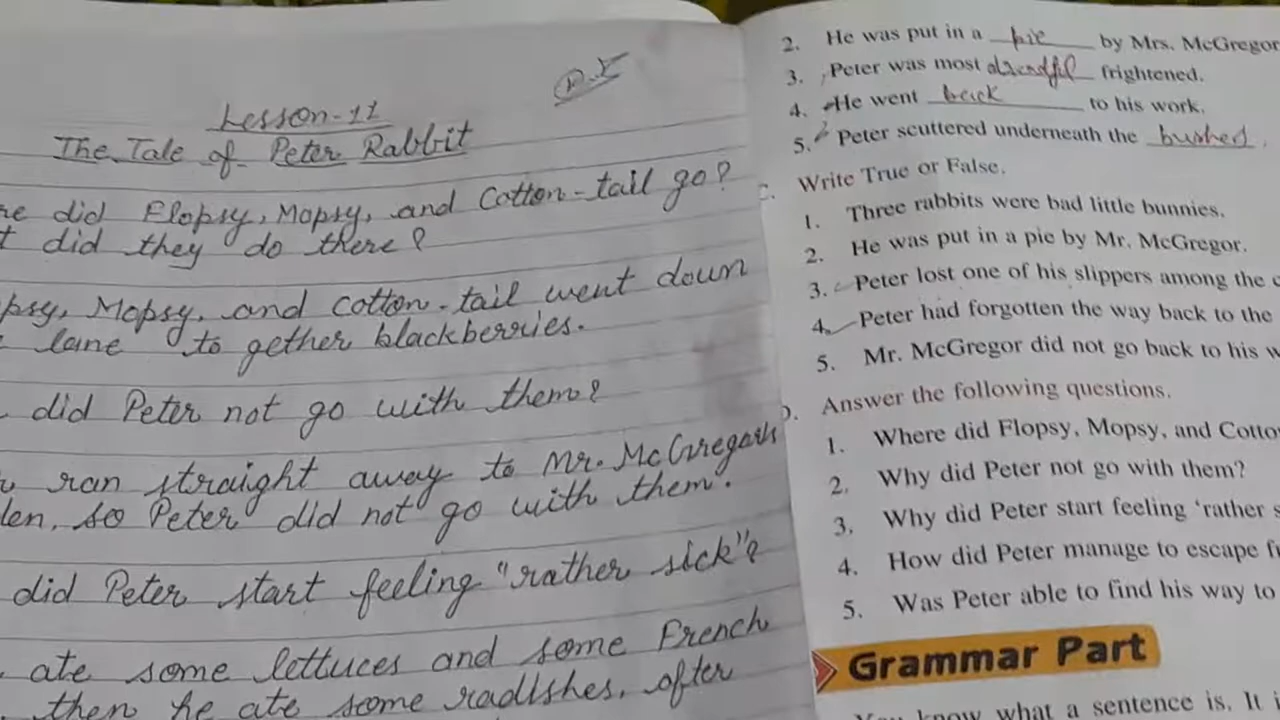 Lesson-11
The Tale of Peter Rabbit
did Flopsy, Mopsy, and Cotton-tail go?
did they do there?
Mopsy, and cotton-tail went down
lane to gether blackberries.
did Peter not go with them?
ran straight away to Mr. McGregarh
so Peter did not go with them.
did Peter start feeling "rather sick"?
ate some lettuces and some French
then he ate some radishes, after
2. He was put in a pie by Mrs. McGregor
3. Peter was most frightened.
4. He went back to his work.
5. Peter scuttered underneath the bushes.
C. Write True or False.
1. Three rabbits were bad little bunnies.
2. He was put in a pie by Mr. McGregor.
3. Peter lost one of his slippers among the
4. Peter had forgotten the way back to the
5. Mr. McGregor did not go back to his
D. Answer the following questions.
1. Where did Flopsy, Mopsy, and
2. Why did Peter not go with them?
3. Why did Peter start feeling 'rather
4. How did Peter manage to escape
5. Was Peter able to find his way to
Grammar Part
You know what a sentence is. It